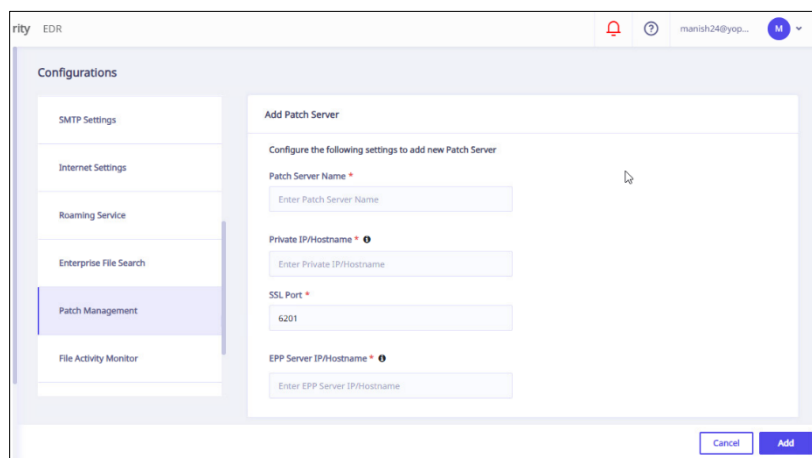 rity EDR manish24@yop... M
Configurations
SMTP Settings
Internet Settings
Roaming Service
Enterprise File Search
Patch Management
File Activity Monitor
Add Patch Server
Configure the following settings to add new Patch Server
Patch Server Name *
Enter Patch Server Name
Private IP/Hostname *
Enter Private IP/Hostname
SSL Port *
6201
EPP Server IP/Hostname *
Enter EPP Server IP/Hostname
Cancel Add